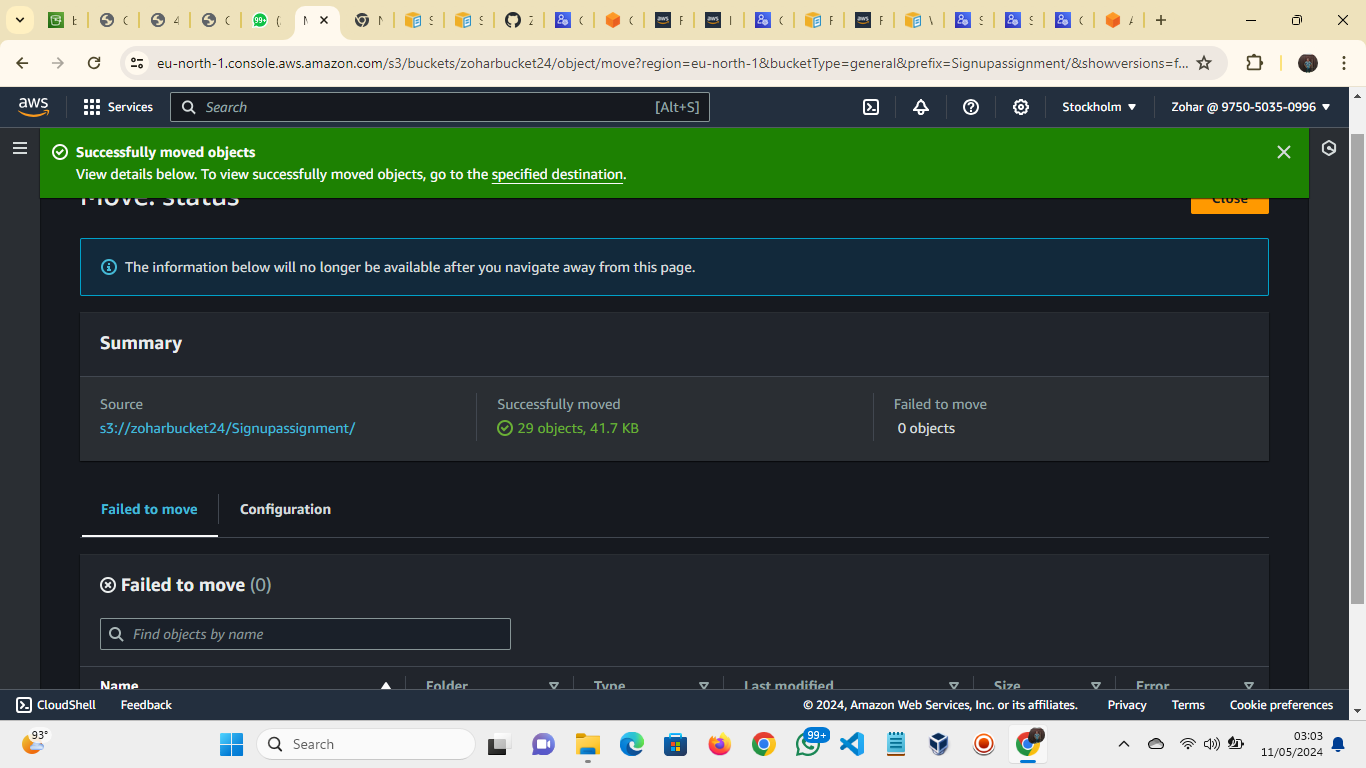 eu-north-1.console.aws.amazon.com/s3/buckets/zoharbucket24/object/move?region=eu-north-1&bucketType=general&prefix=Signupassignment/&showversions=f...
aws
Services
Search
[Alt+S]
Stockholm
Zohar @ 9750-5035-0996
Successfully moved objects
View details below. To view successfully moved objects, go to the specified destination.
Move: status
Close
The information below will no longer be available after you navigate away from this page.
Summary
Source
s3://zoharbucket24/Signupassignment/
Successfully moved
29 objects, 41.7 KB
Failed to move
0 objects
Failed to move
Configuration
Failed to move (0)
Find objects by name
Name
Folder
Type
Last modified
Size
Error
CloudShell
Feedback
© 2024, Amazon Web Services, Inc. or its affiliates.
Privacy
Terms
Cookie preferences
93°
Search
99+
03:03
11/05/2024